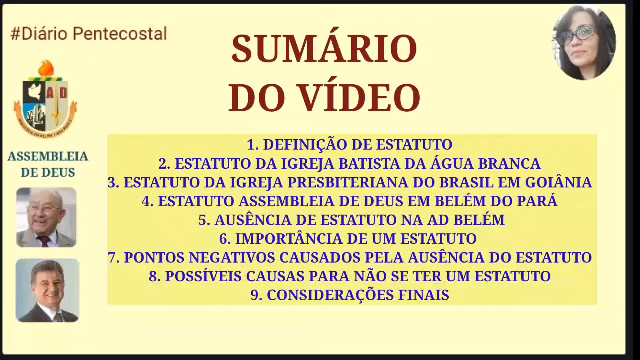 #Diário Pentecostal
SUMÁRIO
DO VÍDEO
AD
ASSEMBLEIA
DE DEUS
1. DEFINIÇÃO DE ESTATUTO
2. ESTATUTO DA IGREJA BATISTA DA ÁGUA BRANCA
3. ESTATUTO DA IGREJA PRESBITERIANA DO BRASIL EM GOIÂNIA
4. ESTATUTO ASSEMBLEIA DE DEUS EM BELÉM DO PARÁ
5. AUSÊNCIA DE ESTATUTO NA AD BELÉM
6. IMPORTÂNCIA DE UM ESTATUTO
7. PONTOS NEGATIVOS CAUSADOS PELA AUSÊNCIA DO ESTATUTO
8. POSSÍVEIS CAUSAS PARA NÃO SE TER UM ESTATUTO
9. CONSIDERAÇÕES FINAIS